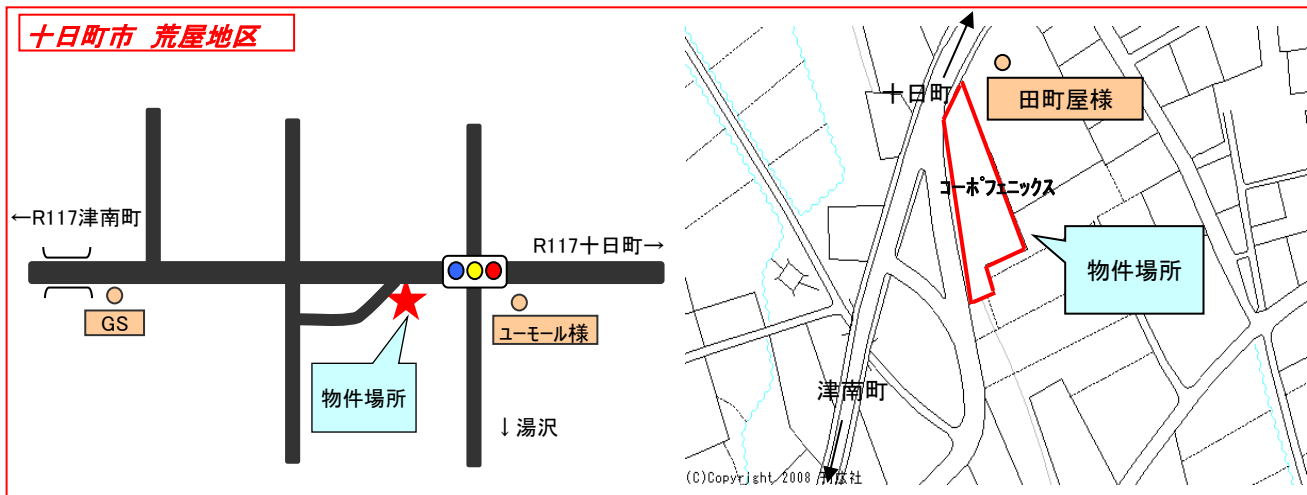 十日町市 荒屋地区
←R117津南町
R117十日町→
GS
ユーモール様
物件場所
↓湯沢
十日町
田町屋様
コーポフェニックス
物件場所
津南町
(C)Copyright 2008